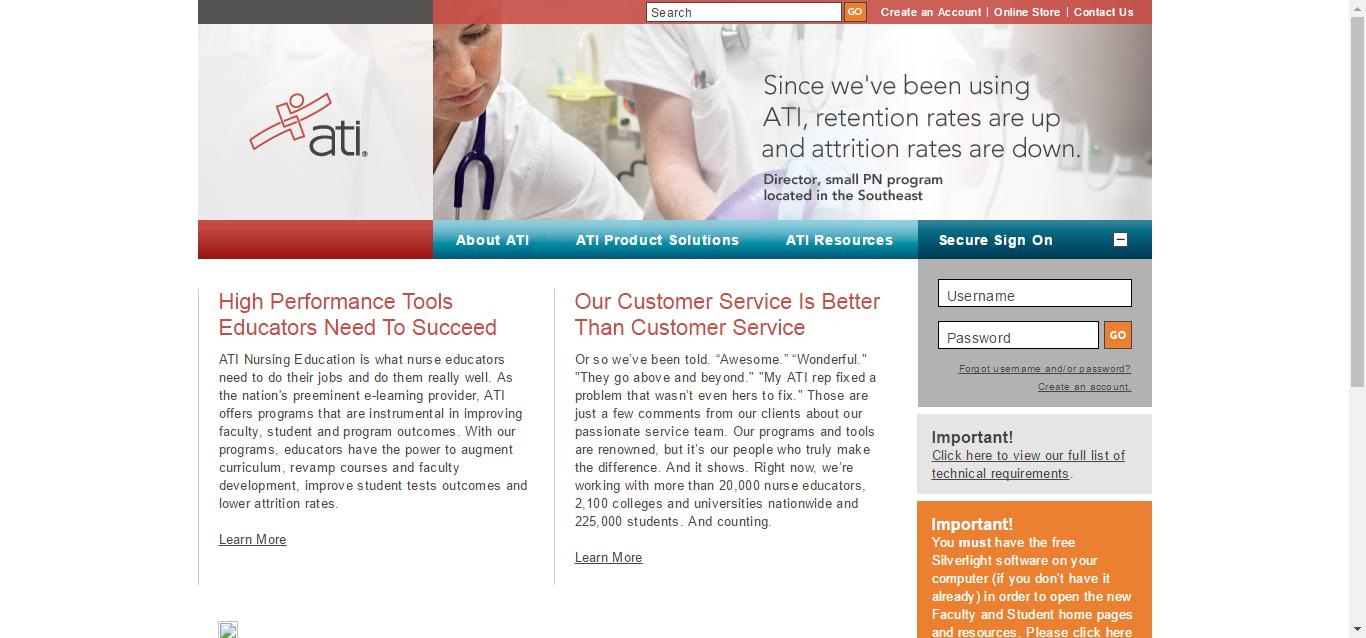 Search
GO
Create an Account | Online Store | Contact Us
ati®
Since we've been using
ATI, retention rates are up
and attrition rates are down.
Director, small PN program
located in the Southeast
About ATI
ATI Product Solutions
ATI Resources
Secure Sign On
High Performance Tools
Educators Need To Succeed
ATI Nursing Education is what nurse educators
need to do their jobs and do them really well. As
the nation's preeminent e-learning provider, ATI
offers programs that are instrumental in improving
faculty, student and program outcomes. With our
programs, educators have the power to augment
curriculum, revamp courses and faculty
development, improve student tests outcomes and
lower attrition rates.
Learn More
Our Customer Service Is Better
Than Customer Service
Or so we’ve been told. “Awesome.” “Wonderful."
"They go above and beyond." "My ATI rep fixed a
problem that wasn’t even hers to fix." Those are
just a few comments from our clients about our
passionate service team. Our programs and tools
are renowned, but it’s our people who truly make
the difference. And it shows. Right now, we’re
working with more than 20,000 nurse educators,
2,100 colleges and universities nationwide and
225,000 students. And counting.
Learn More
Username
Password
GO
Forgot username and/or password?
Create an account.
Important!
Click here to view our full list of
technical requirements.
Important!
You must have the free
Silverlight software on your
computer (if you don’t have it
already) in order to open the new
Faculty and Student home pages
and resources. Please click here